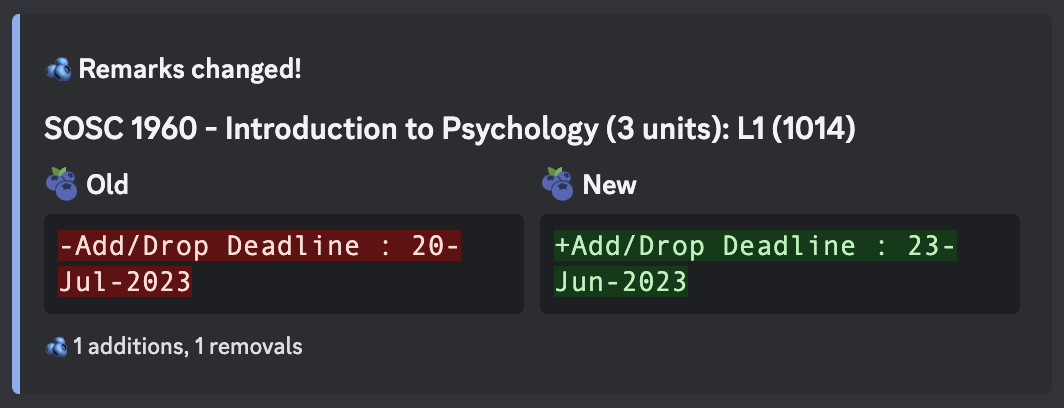 Remarks changed!
SOSC 1960 - Introduction to Psychology (3 units): L1 (1014)
Old
-Add/Drop Deadline : 20-
Jul-2023
New
+Add/Drop Deadline : 23-
Jun-2023
1 additions, 1 removals